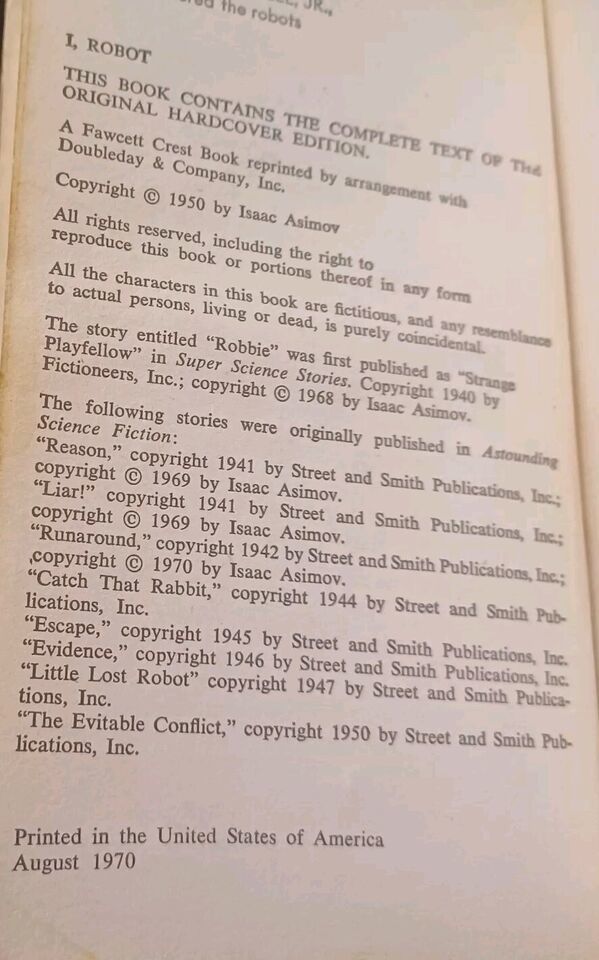 JR.,
the robots
I, ROBOT
THIS BOOK CONTAINS THE COMPLETE TEXT OF THE
ORIGINAL HARDCOVER EDITION.
A Fawcett Crest Book reprinted by arrangement with
Doubleday & Company, Inc.
Copyright © 1950 by Isaac Asimov
All rights reserved, including the right to
reproduce this book or portions thereof in any form
All the characters in this book are fictitious, and any resemblance
to actual persons, living or dead, is purely coincidental.
The story entitled “Robbie” was first published as “Strange
Playfellow” in Super Science Stories. Copyright 1940 by
Fictioneers, Inc.; copyright © 1968 by Isaac Asimov.
The following stories were originally published in Astounding
Science Fiction:
“Reason,” copyright 1941 by Street and Smith Publications, Inc.;
copyright © 1969 by Isaac Asimov.
“Liar!” copyright 1941 by Street and Smith Publications, Inc.;
copyright © 1969 by Isaac Asimov.
“Runaround,” copyright 1942 by Street and Smith Publications, Inc.;
copyright © 1970 by Isaac Asimov.
“Catch That Rabbit,” copyright 1944 by Street and Smith Pub-
lications, Inc.
“Escape,” copyright 1945 by Street and Smith Publications, Inc.
“Evidence,” copyright 1946 by Street and Smith Publications, Inc.
“Little Lost Robot” copyright 1947 by Street and Smith Publica-
tions, Inc.
“The Evitable Conflict,” copyright 1950 by Street and Smith Pub-
lications, Inc.
Printed in the United States of America
August 1970